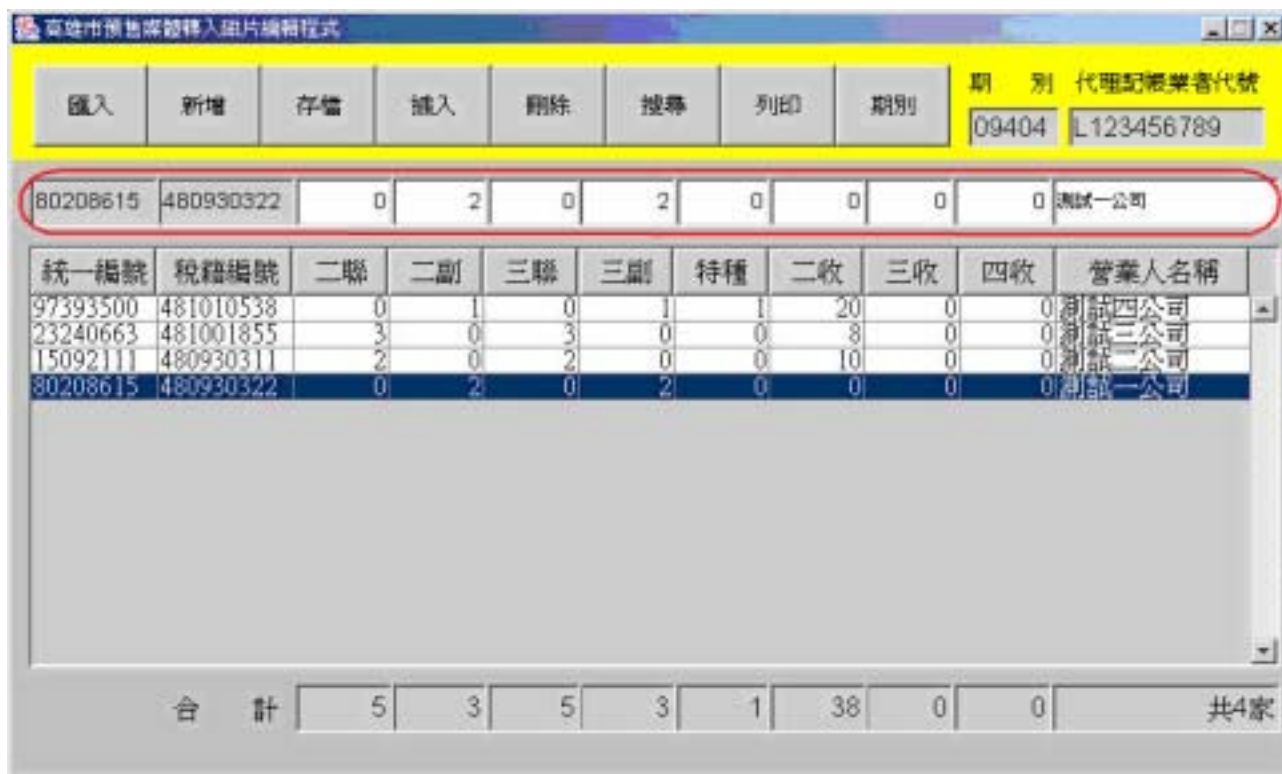 高雄市預售媒體轉入磁片編輯程式
匯入 新增 存檔 插入 刪除 搜尋 列印 期別 期 別 代理記帳業者代號
09404 L123456789
80208615 480930322 0 2 0 2 0 0 0 0 測試一公司
統一編號 稅籍編號 二聯 二副 三聯 三副 特種 二收 三收 四收 營業人名稱
97393500 481010538 0 1 0 1 1 20 0 0 測試四公司
23240663 481001855 3 0 3 0 0 8 0 0 測試三公司
15092111 480930311 2 0 2 0 0 10 0 0 測試二公司
80208615 480930322 0 2 0 2 0 0 0 0 測試一公司
合 計 5 3 5 3 1 38 0 0 共4家